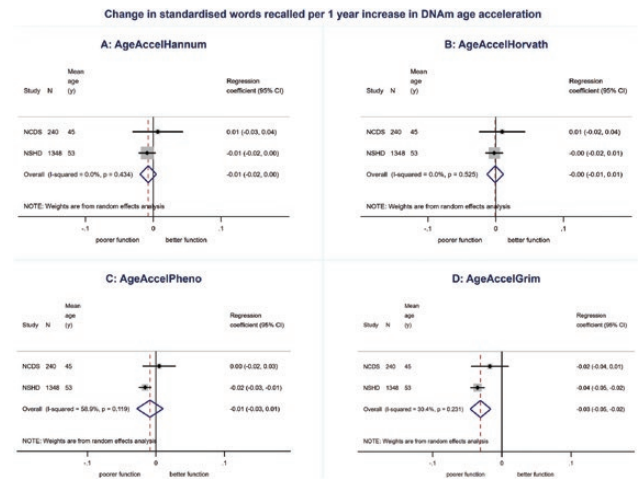 Change in standardised words recalled per 1 year increase in DNAm age acceleration
A: AgeAccelHannum
Mean
age
Regression
Study N (y) coefficient (95% CI)
NCDS 240 45 0.01 (-0.03, 0.04)
NSHD 1348 53 -0.01 (-0.02, 0.00)
Overall (I-squared = 0.0%, p = 0.434) -0.01 (-0.02, 0.00)
NOTE: Weights are from random effects analysis
-.1 0 .1
poorer function better function
B: AgeAccelHorvath
Mean
age
Regression
Study N (y) coefficient (95% CI)
NCDS 240 45 0.01 (-0.02, 0.04)
NSHD 1348 53 -0.00 (-0.02, 0.01)
Overall (I-squared = 0.0%, p = 0.525) -0.00 (-0.01, 0.01)
NOTE: Weights are from random effects analysis
-.1 0 .1
poorer function better function
C: AgeAccelPheno
Mean
age
Regression
Study N (y) coefficient (95% CI)
NCDS 240 45 0.00 (-0.02, 0.03)
NSHD 1348 53 -0.02 (-0.03, -0.01)
Overall (I-squared = 58.9%, p = 0.119) -0.01 (-0.03, 0.01)
NOTE: Weights are from random effects analysis
-.1 0 .1
poorer function better function
D: AgeAccelGrim
Mean
age
Regression
Study N (y) coefficient (95% CI)
NCDS 240 45 -0.02 (-0.04, 0.01)
NSHD 1348 53 -0.04 (-0.05, -0.02)
Overall (I-squared = 30.4%, p = 0.231) -0.03 (-0.05, -0.02)
NOTE: Weights are from random effects analysis
-.1 0 .1
poorer function better function